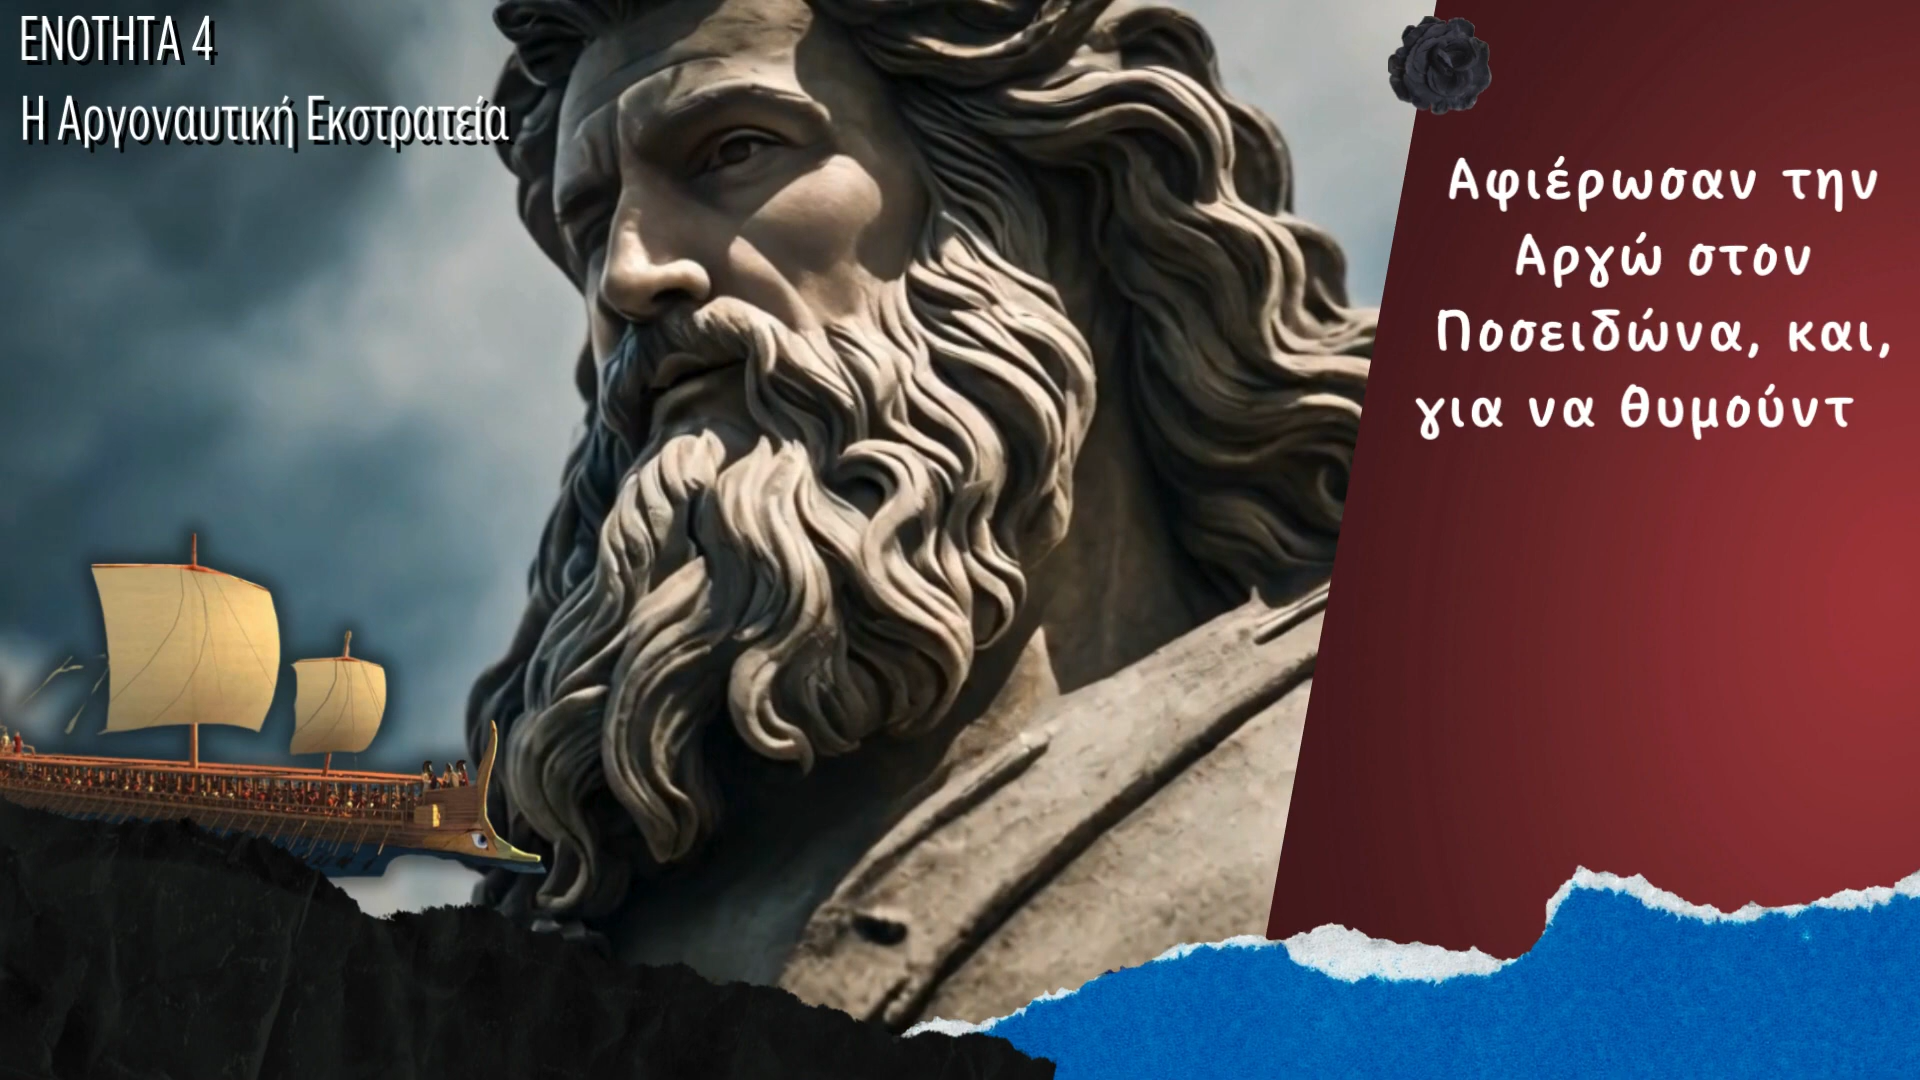 ΕΝΟΤΗΤΑ 4
Η Αργοναυτική Εκστρατεία
Αφιέρωσαν την
Αργώ στον
Ποσειδώνα, και,
για να θυμούντ